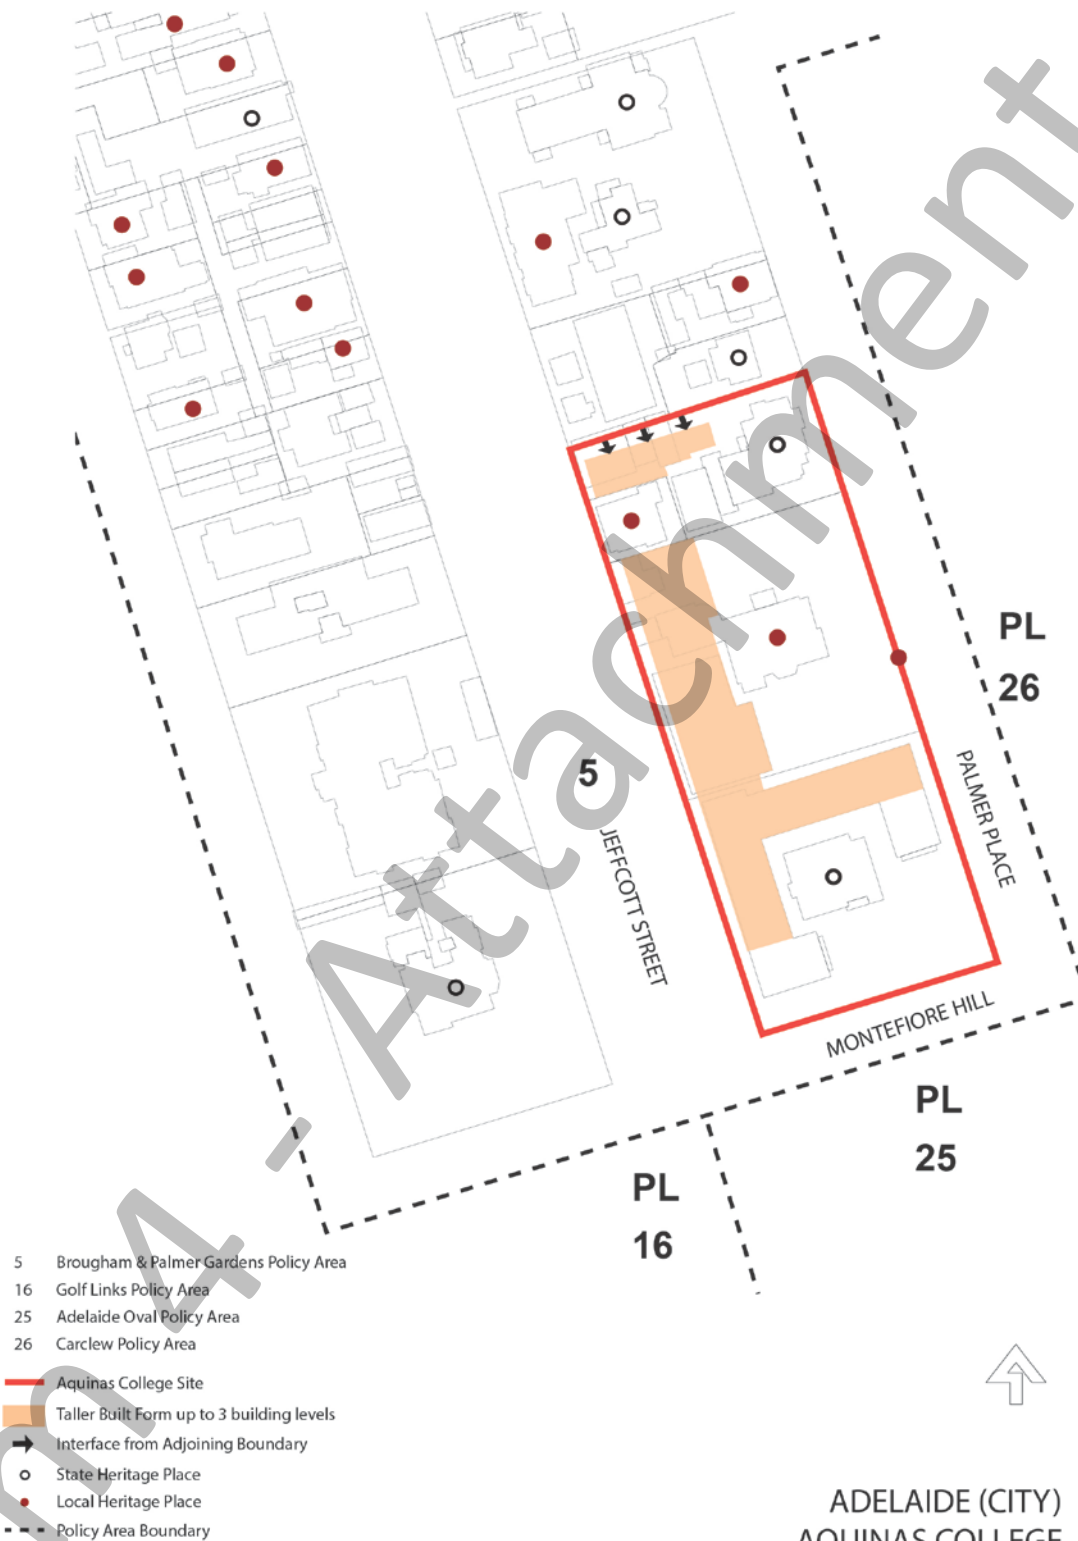 PL
26
5
JEFFCOTT STREET
PALMER PLACE
MONTEFIORE HILL
PL
25
PL
16
5 Brougham & Palmer Gardens Policy Area
16 Golf Links Policy Area
25 Adelaide Oval Policy Area
26 Carclew Policy Area
Aquinas College Site
Taller Built Form up to 3 building levels
Interface from Adjoining Boundary
State Heritage Place
Local Heritage Place
Policy Area Boundary
ADELAIDE (CITY)
AQUINAS COLLEGE
m 4 - Attachment